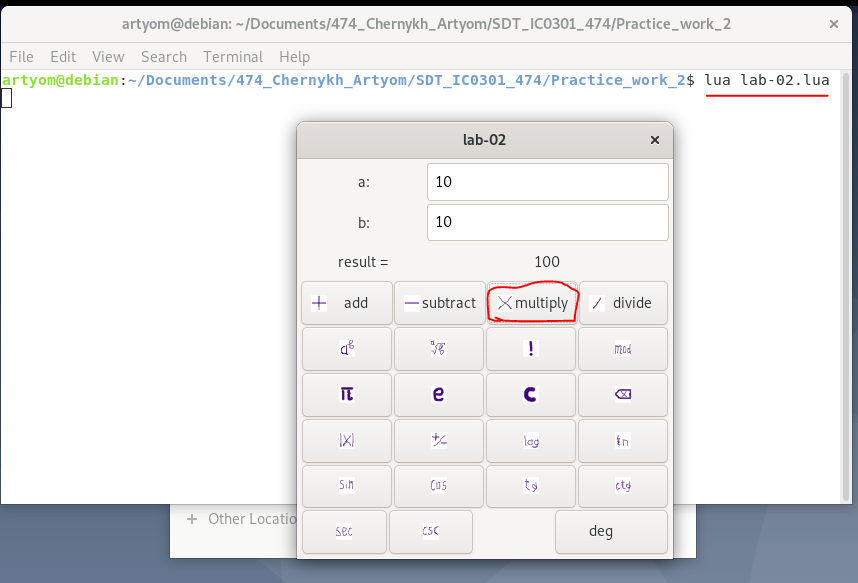 artyom@debian: ~/Documents/474_Chernykh_Artyom/SDT_IC0301_474/Practice_work_2
File Edit View Search Terminal Help
artyom@debian:~/Documents/474_Chernykh_Artyom/SDT_IC0301_474/Practice_work_2$ lua lab-02.lua
lab-02
a: 10
b: 10
result = 100
+ add — subtract × multiply / divide
! mod
π e C
|X| +/− log ln
sin cos tg ctg
sec csc deg
+ Other Locatio